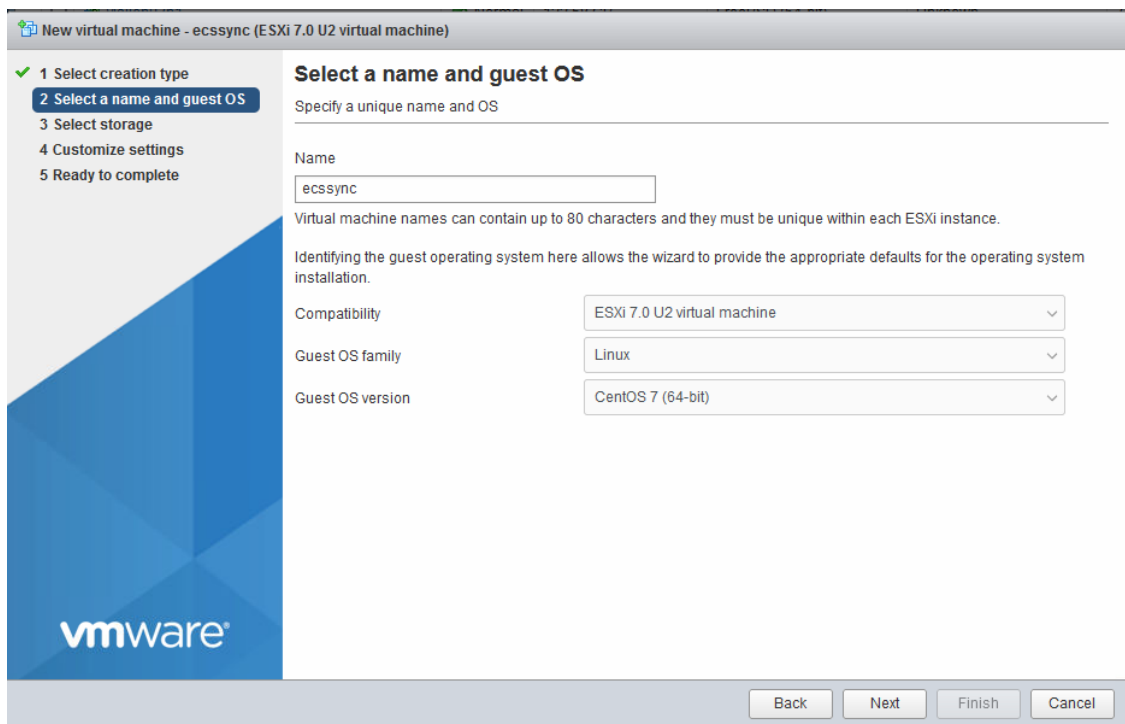 New virtual machine - ecssync (ESXi 7.0 U2 virtual machine)
1 Select creation type
2 Select a name and guest OS
3 Select storage
4 Customize settings
5 Ready to complete
Select a name and guest OS
Specify a unique name and OS
Name
ecssync
Virtual machine names can contain up to 80 characters and they must be unique within each ESXi instance.
Identifying the guest operating system here allows the wizard to provide the appropriate defaults for the operating system
installation.
Compatibility ESXi 7.0 U2 virtual machine
Guest OS family Linux
Guest OS version CentOS 7 (64-bit)
vmware®
Back Next Finish Cancel